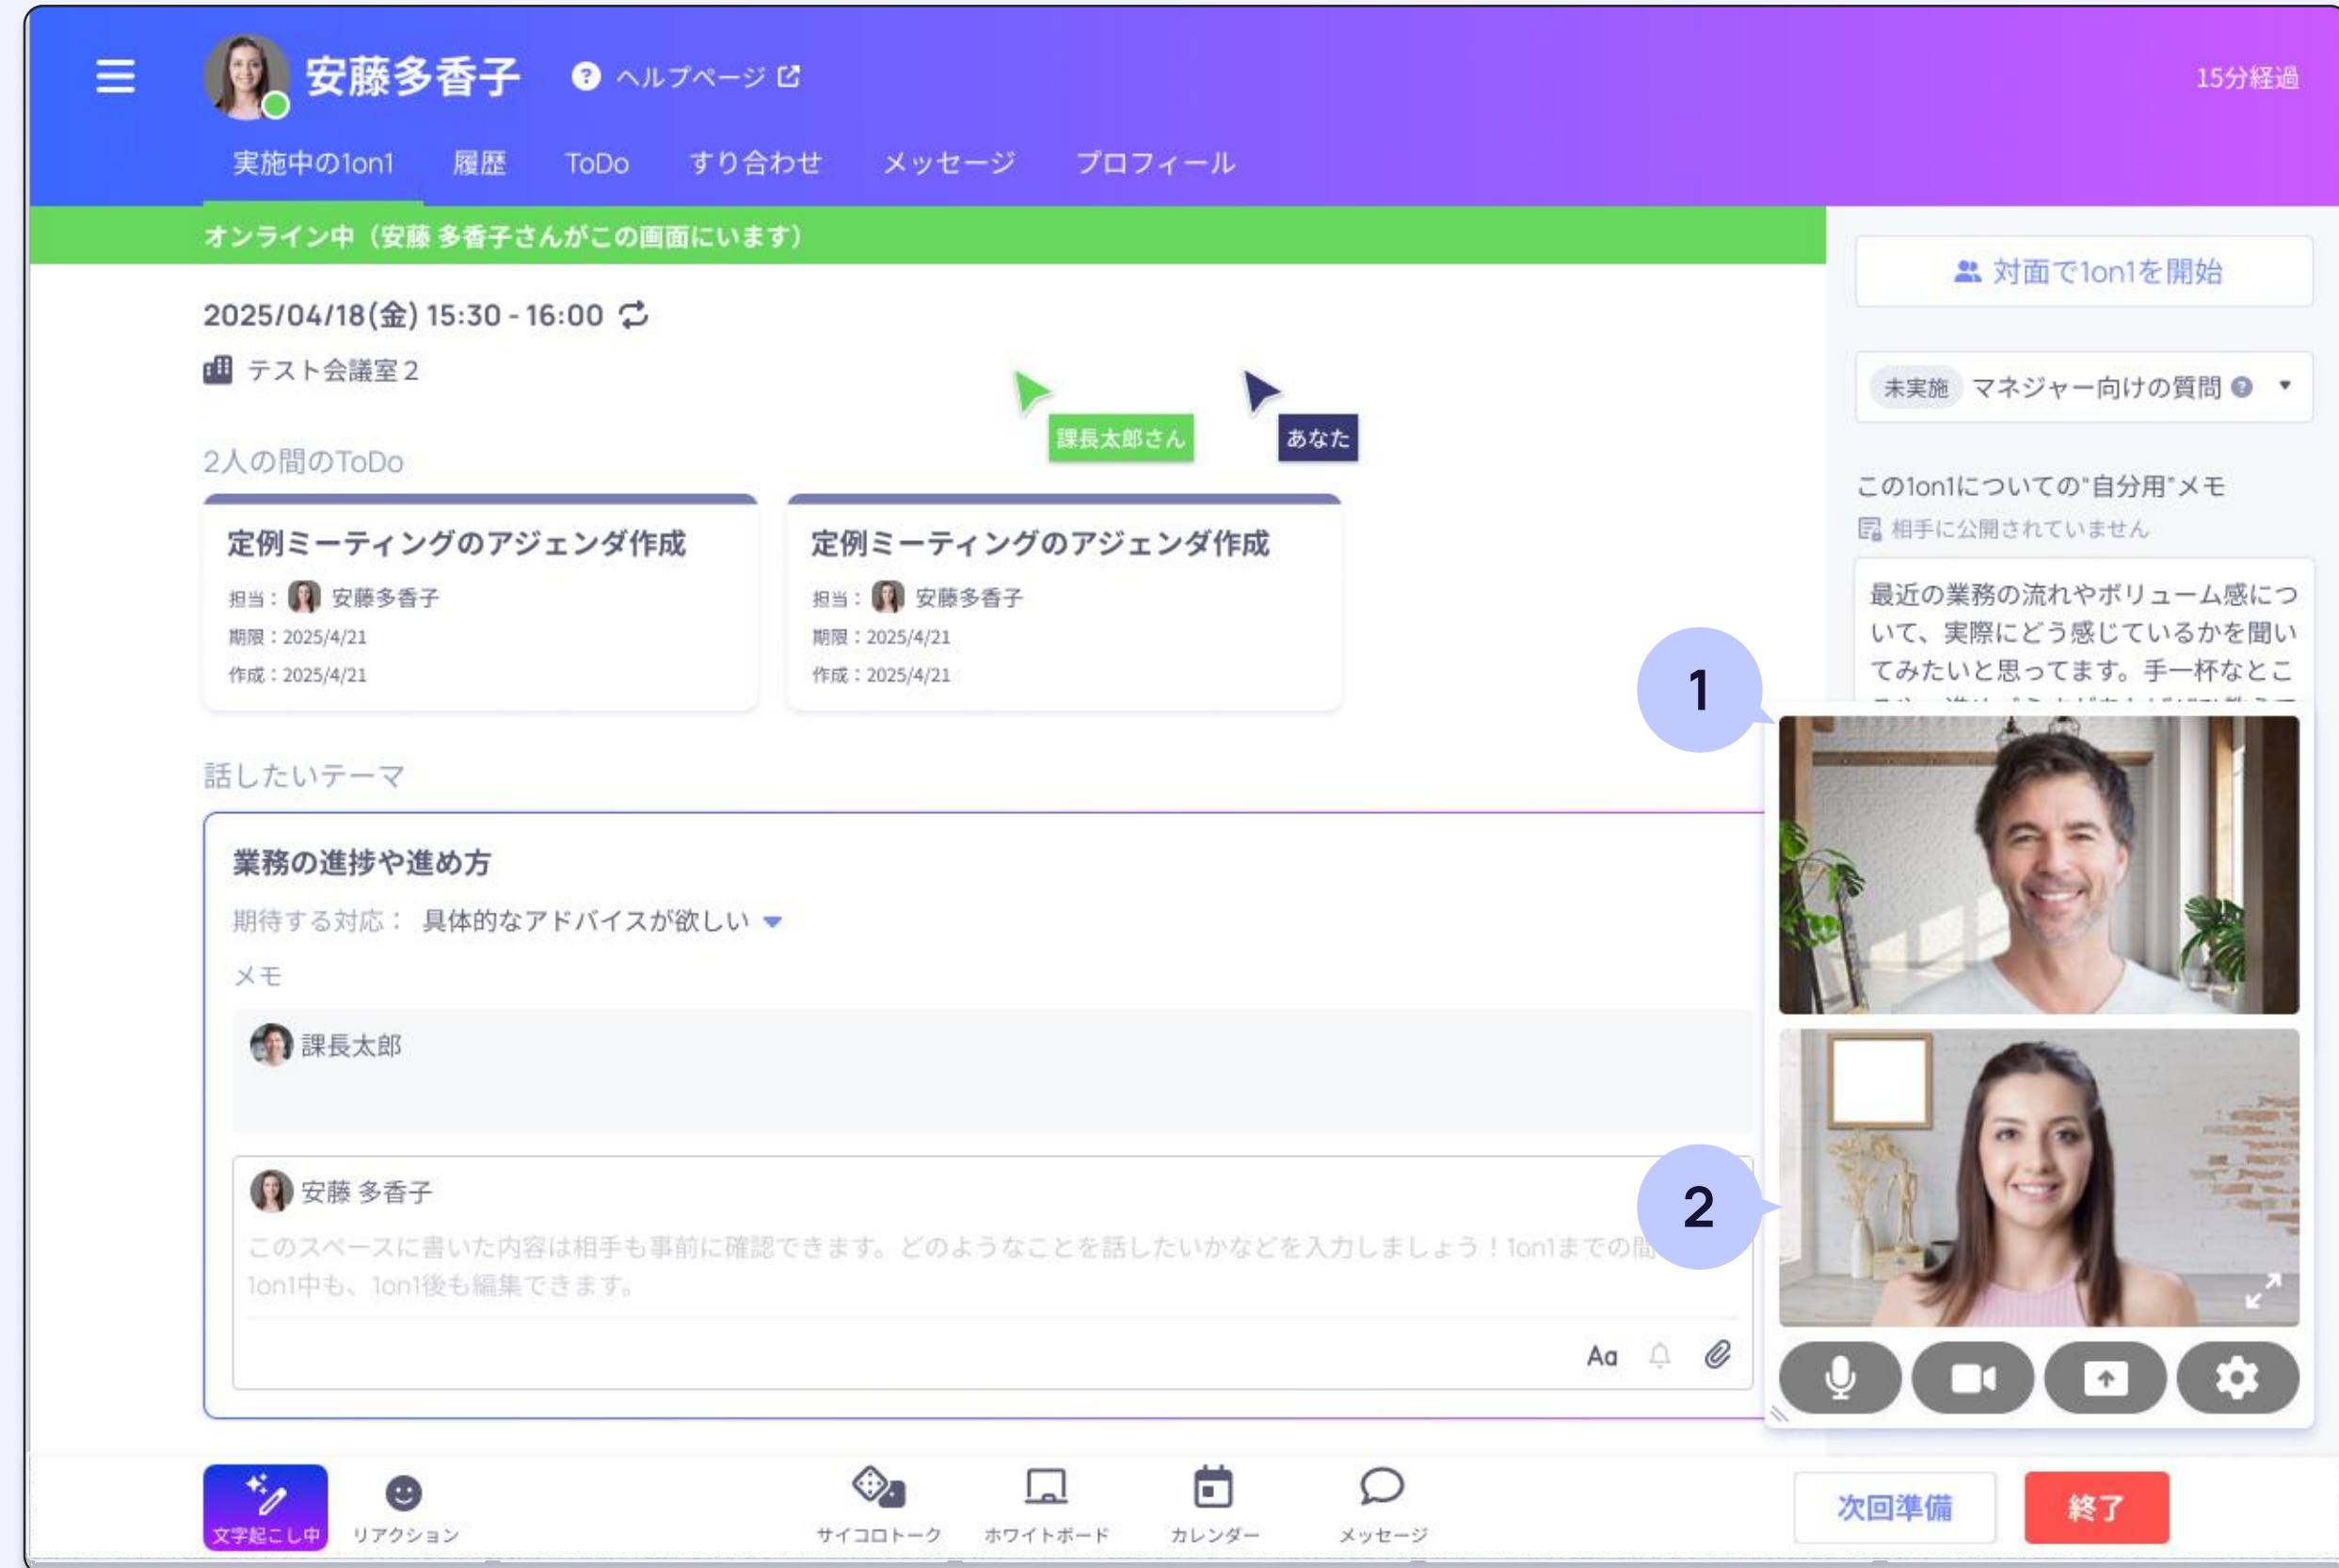 安藤多香子
ヘルプページ
15分経過
実施中の1on1 履歴 ToDo すり合わせ メッセージ プロフィール
オンライン中（安藤 多香子さんがこの画面にいます）
2025/04/18(金) 15:30 - 16:00
テスト会議室２
課長太郎さん
あなた
2人の間のToDo
定例ミーティングのアジェンダ作成
担当： 安藤多香子
期限：2025/4/21
作成：2025/4/21
定例ミーティングのアジェンダ作成
担当： 安藤多香子
期限：2025/4/21
作成：2025/4/21
話したいテーマ
業務の進捗や進め方
期待する対応： 具体的なアドバイスが欲しい
メモ
課長太郎
安藤 多香子
このスペースに書いた内容は相手も事前に確認できます。どのようなことを話したいかなどを入力しましょう！1on1までの間
1on1中も、1on1後も編集できます。
Aa
対面で1on1を開始
未実施 マネジャー向けの質問
この1on1についての"自分用"メモ
相手に公開されていません
最近の業務の流れやボリューム感につ
いて、実際にどう感じているかを聞い
てみたいと思ってます。手一杯なとこ
1
2
文字起こし中
リアクション
サイコロトーク
ホワイトボード
カレンダー
メッセージ
次回準備
終了